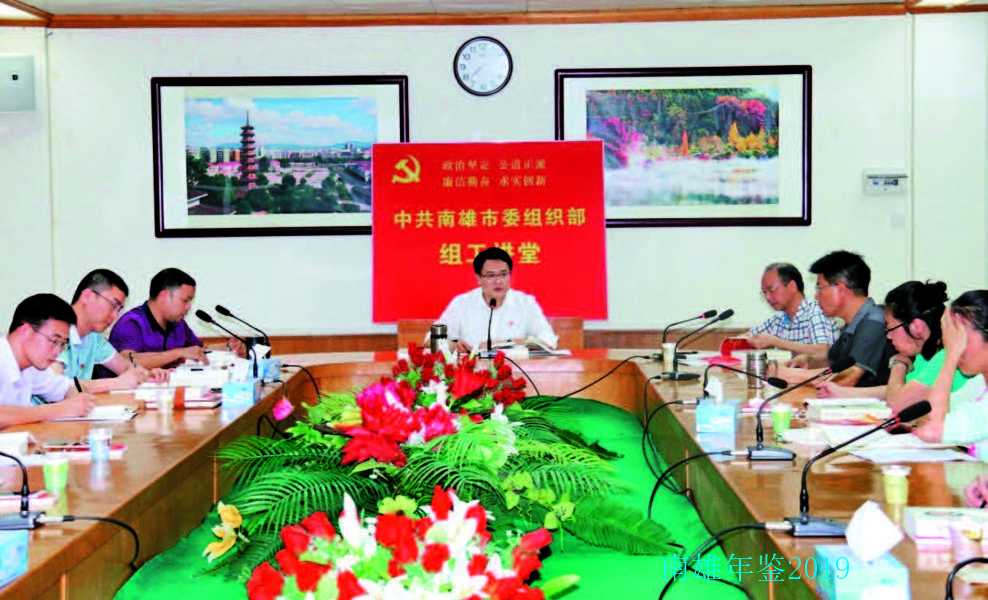 政治坚定 公道正派
廉洁勤奋 求实创新
中共南雄市委组织部
组工讲堂
南雄年鉴2019